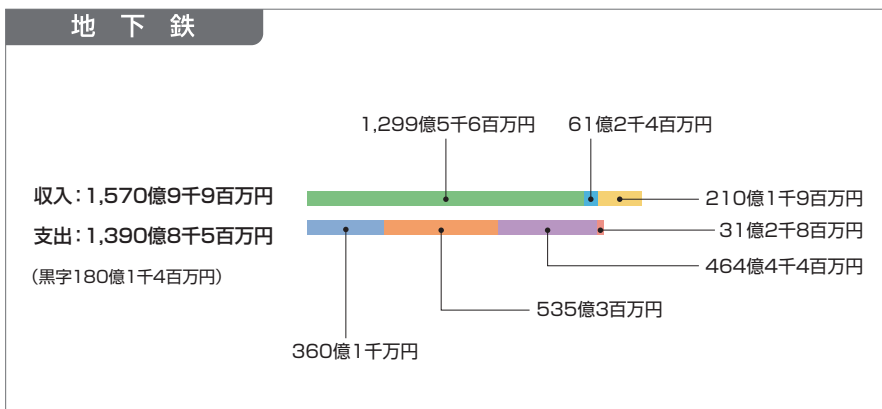 地下鉄
1,299億5千6百万円
61億2千4百万円
収入：1,570億9千9百万円
210億1千9百万円
支出：1,390億8千5百万円
31億2千8百万円
（黒字180億1千4百万円）
464億4千4百万円
535億3百万円
360億1千万円